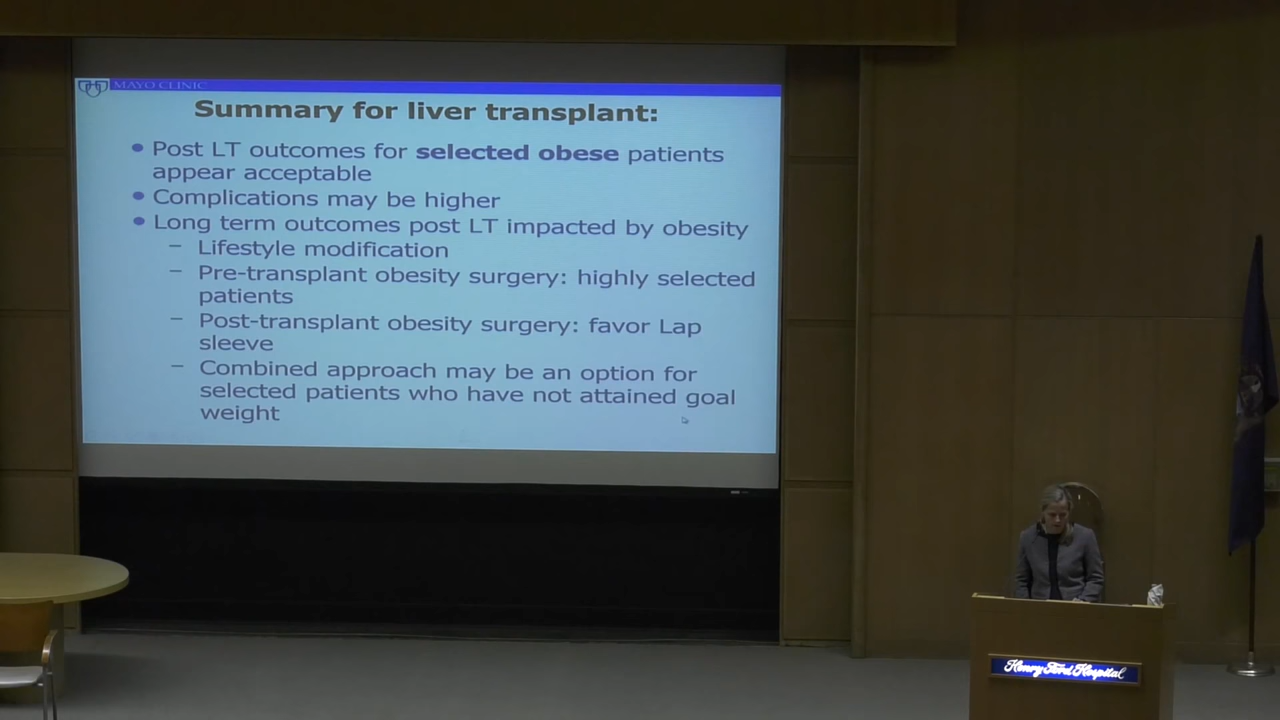 MAYO CLINIC
Summary for liver transplant:
• Post LT outcomes for selected obese patients
appear acceptable
• Complications may be higher
• Long term outcomes post LT impacted by obesity
– Lifestyle modification
– Pre-transplant obesity surgery: highly selected
patients
– Post-transplant obesity surgery: favor Lap
sleeve
– Combined approach may be an option for
selected patients who have not attained goal
weight
Henry Ford Hospital